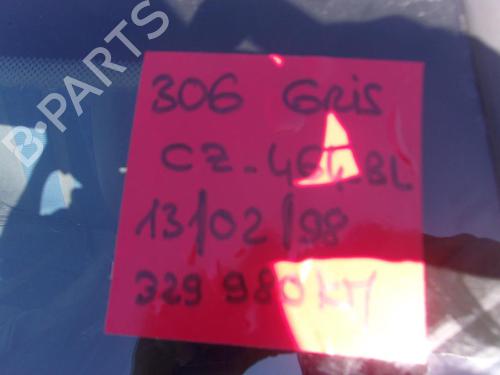 306 GRIS
CZ-464-BL
13/02/98
329 980 KM
B-PARTS